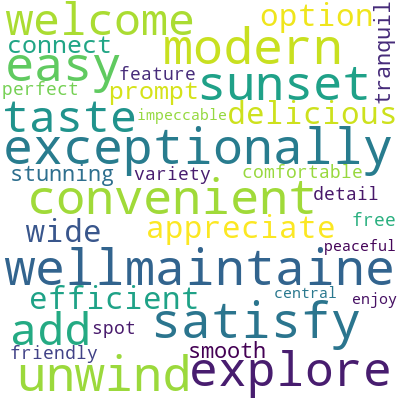 welcome option
modern tranquil
connect
easy feature sunset
perfect prompt
impeccable delicious
taste
exceptionally
stunning variety comfortable
convenient detail
wide appreciate free
peaceful
wellmaintaine
efficient central enjoy
add spot satisfy
friendly smooth
unwind explore